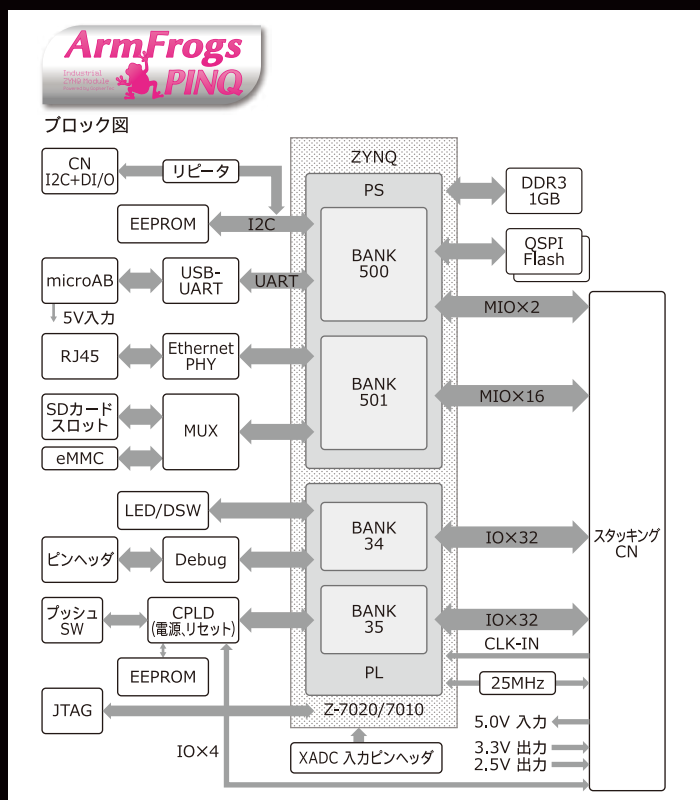 ArmFrogs
Industrial
ZYNQ Module
PINQ
ブロック図
ZYNQ
CN
I2C+DI/O
リピータ
PS
DDR3
1GB
EEPROM
I2C
BANK
500
QSPI
Flash
microAB
USB-
UART
UART
5V入力
MIO×2
RJ45
Ethernet
PHY
BANK
501
MIO×16
SDカード
スロット
MUX
eMMC
LED/DSW
BANK
34
IO×32
スタッキング
CN
ピンヘッダ
Debug
プッシュ
SW
CPLD
(電源、リセット)
BANK
35
IO×32
CLK-IN
EEPROM
PL
25MHz
JTAG
Z-7020/7010
5.0V 入力
IO×4
XADC 入力ピンヘッダ
3.3V 出力
2.5V 出力